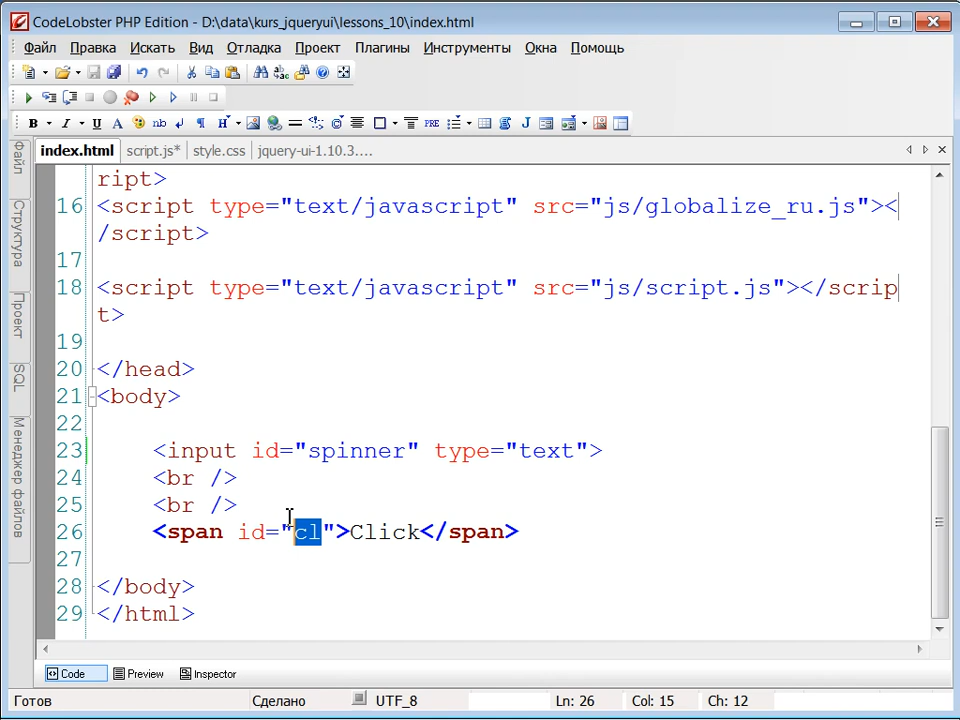 CodeLobster PHP Edition - D:\data\kurs_jqueryui\lessons_10\index.html
Файл Правка Искать Вид Отладка Проект Плагины Инструменты Окна Помощь
B I U A nb ¶ H PRE J
index.html script.js* style.css jquery-ui-1.10.3....
Файл
Структура
Проект
SQL
Менеджер файлов
ript>
16 <script type="text/javascript" src="js/globalize_ru.js"><
/script>
17
18 <script type="text/javascript" src="js/script.js"></scrip
t>
19
20 </head>
21 <body>
22
23 <input id="spinner" type="text">
24 <br />
25 <br />
26 <span id="cl">Click</span>
27
28 </body>
29 </html>
Code Preview Inspector
Готов Сделано UTF_8 Ln: 26 Col: 15 Ch: 12